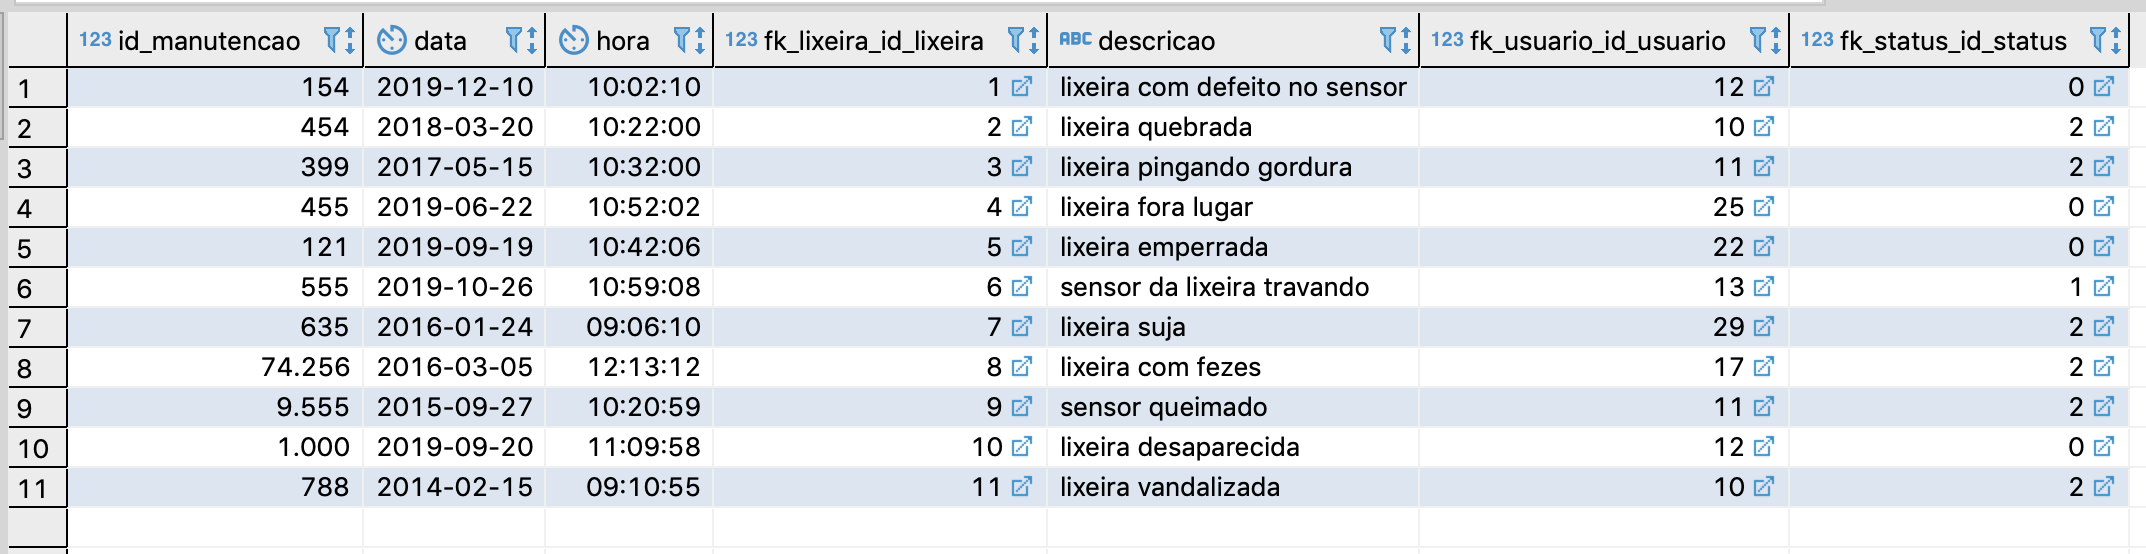 123 id_manutencao data hora 123 fk_lixeira_id_lixeira ABC descricao 123 fk_usuario_id_usuario 123 fk_status_id_status
1 154 2019-12-10 10:02:10 1 lixeira com defeito no sensor 12 0
2 454 2018-03-20 10:22:00 2 lixeira quebrada 10 2
3 399 2017-05-15 10:32:00 3 lixeira pingando gordura 11 2
4 455 2019-06-22 10:52:02 4 lixeira fora lugar 25 0
5 121 2019-09-19 10:42:06 5 lixeira emperrada 22 0
6 555 2019-10-26 10:59:08 6 sensor da lixeira travando 13 1
7 635 2016-01-24 09:06:10 7 lixeira suja 29 2
8 74.256 2016-03-05 12:13:12 8 lixeira com fezes 17 2
9 9.555 2015-09-27 10:20:59 9 sensor queimado 11 2
10 1.000 2019-09-20 11:09:58 10 lixeira desaparecida 12 0
11 788 2014-02-15 09:10:55 11 lixeira vandalizada 10 2